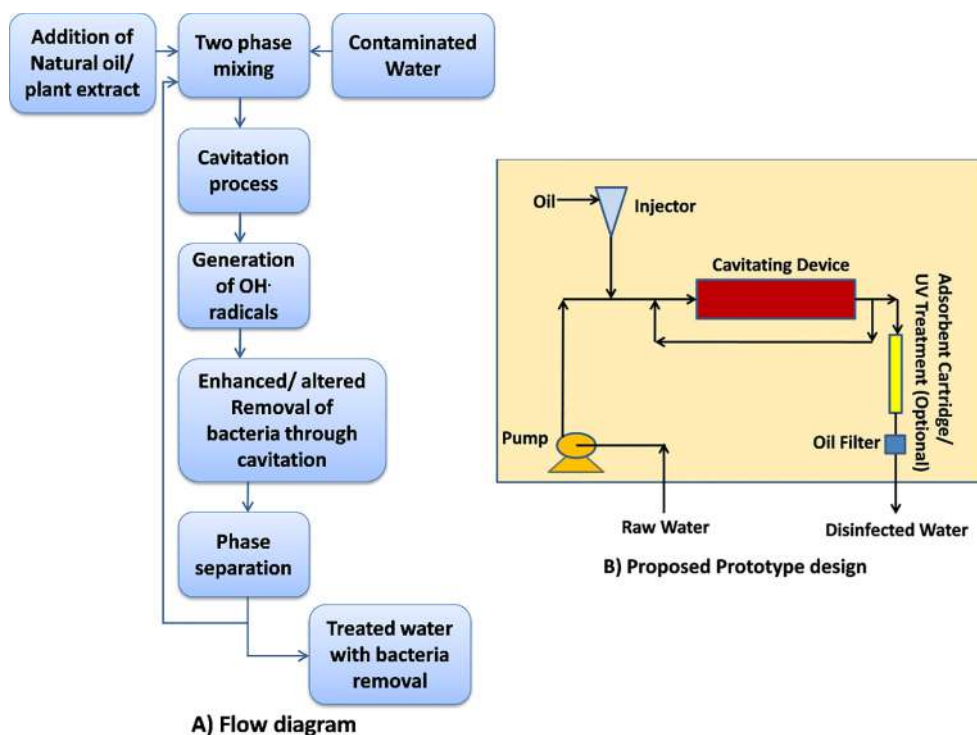 Addition of
Natural oil/
plant extract
Two phase
mixing
Contaminated
Water
Cavitation
process
Generation
of OH·
radicals
Enhanced/ altered
Removal of
bacteria through
cavitation
Phase
separation
Treated water
with bacteria
removal
A) Flow diagram
Oil
Injector
Cavitating Device
Adsorbent Cartridge/
UV Treatment (Optional)
Pump
Oil Filter
Raw Water
Disinfected Water
B) Proposed Prototype design